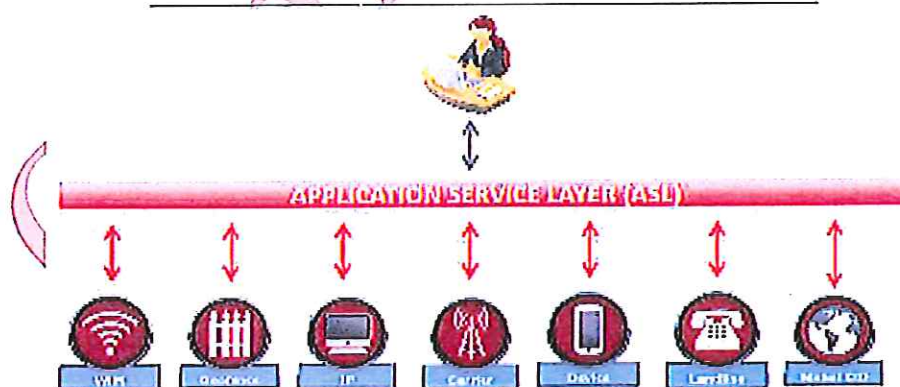 APPLICATION SERVICE LAYER (ASL)
WiFi
Geofence
IP
Carrier
Device
Landline